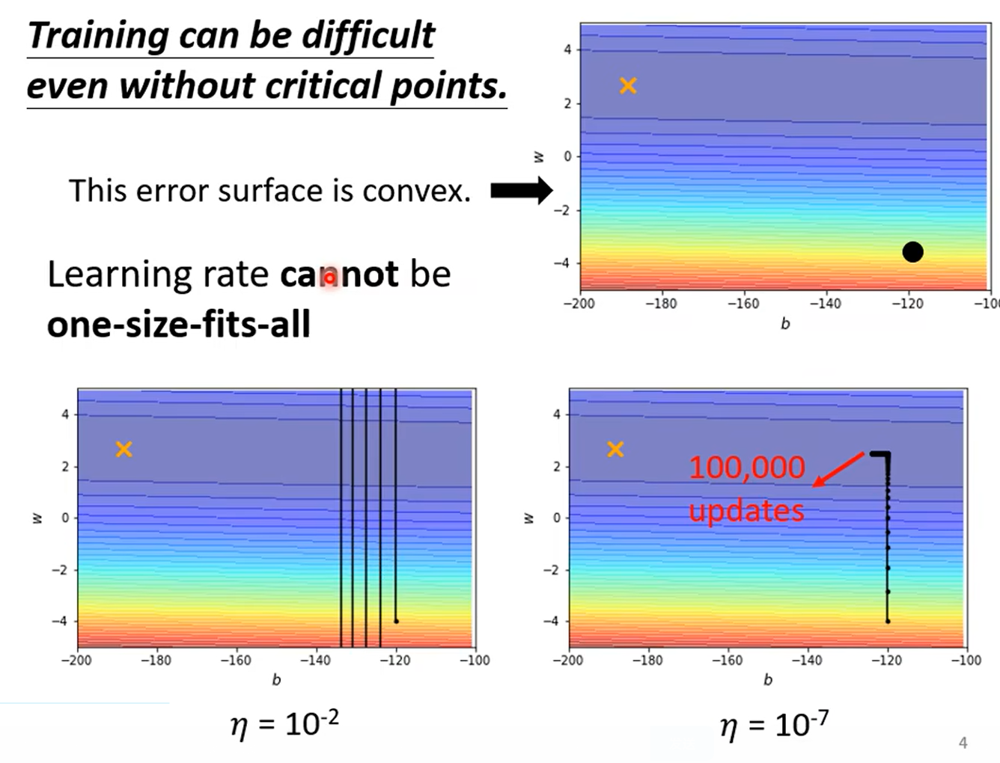 Training can be difficult
even without critical points.
This error surface is convex.
Learning rate cannot be
one-size-fits-all
4
2
0
−2
−4
w
−200 −180 −160 −140 −120 −100
b
4
2
0
−2
−4
w
−200 −180 −160 −140 −120 −100
b
η = 10⁻²
4
2
0
−2
−4
w
100,000
updates
−200 −180 −160 −140 −120 −100
b
η = 10⁻⁷
4